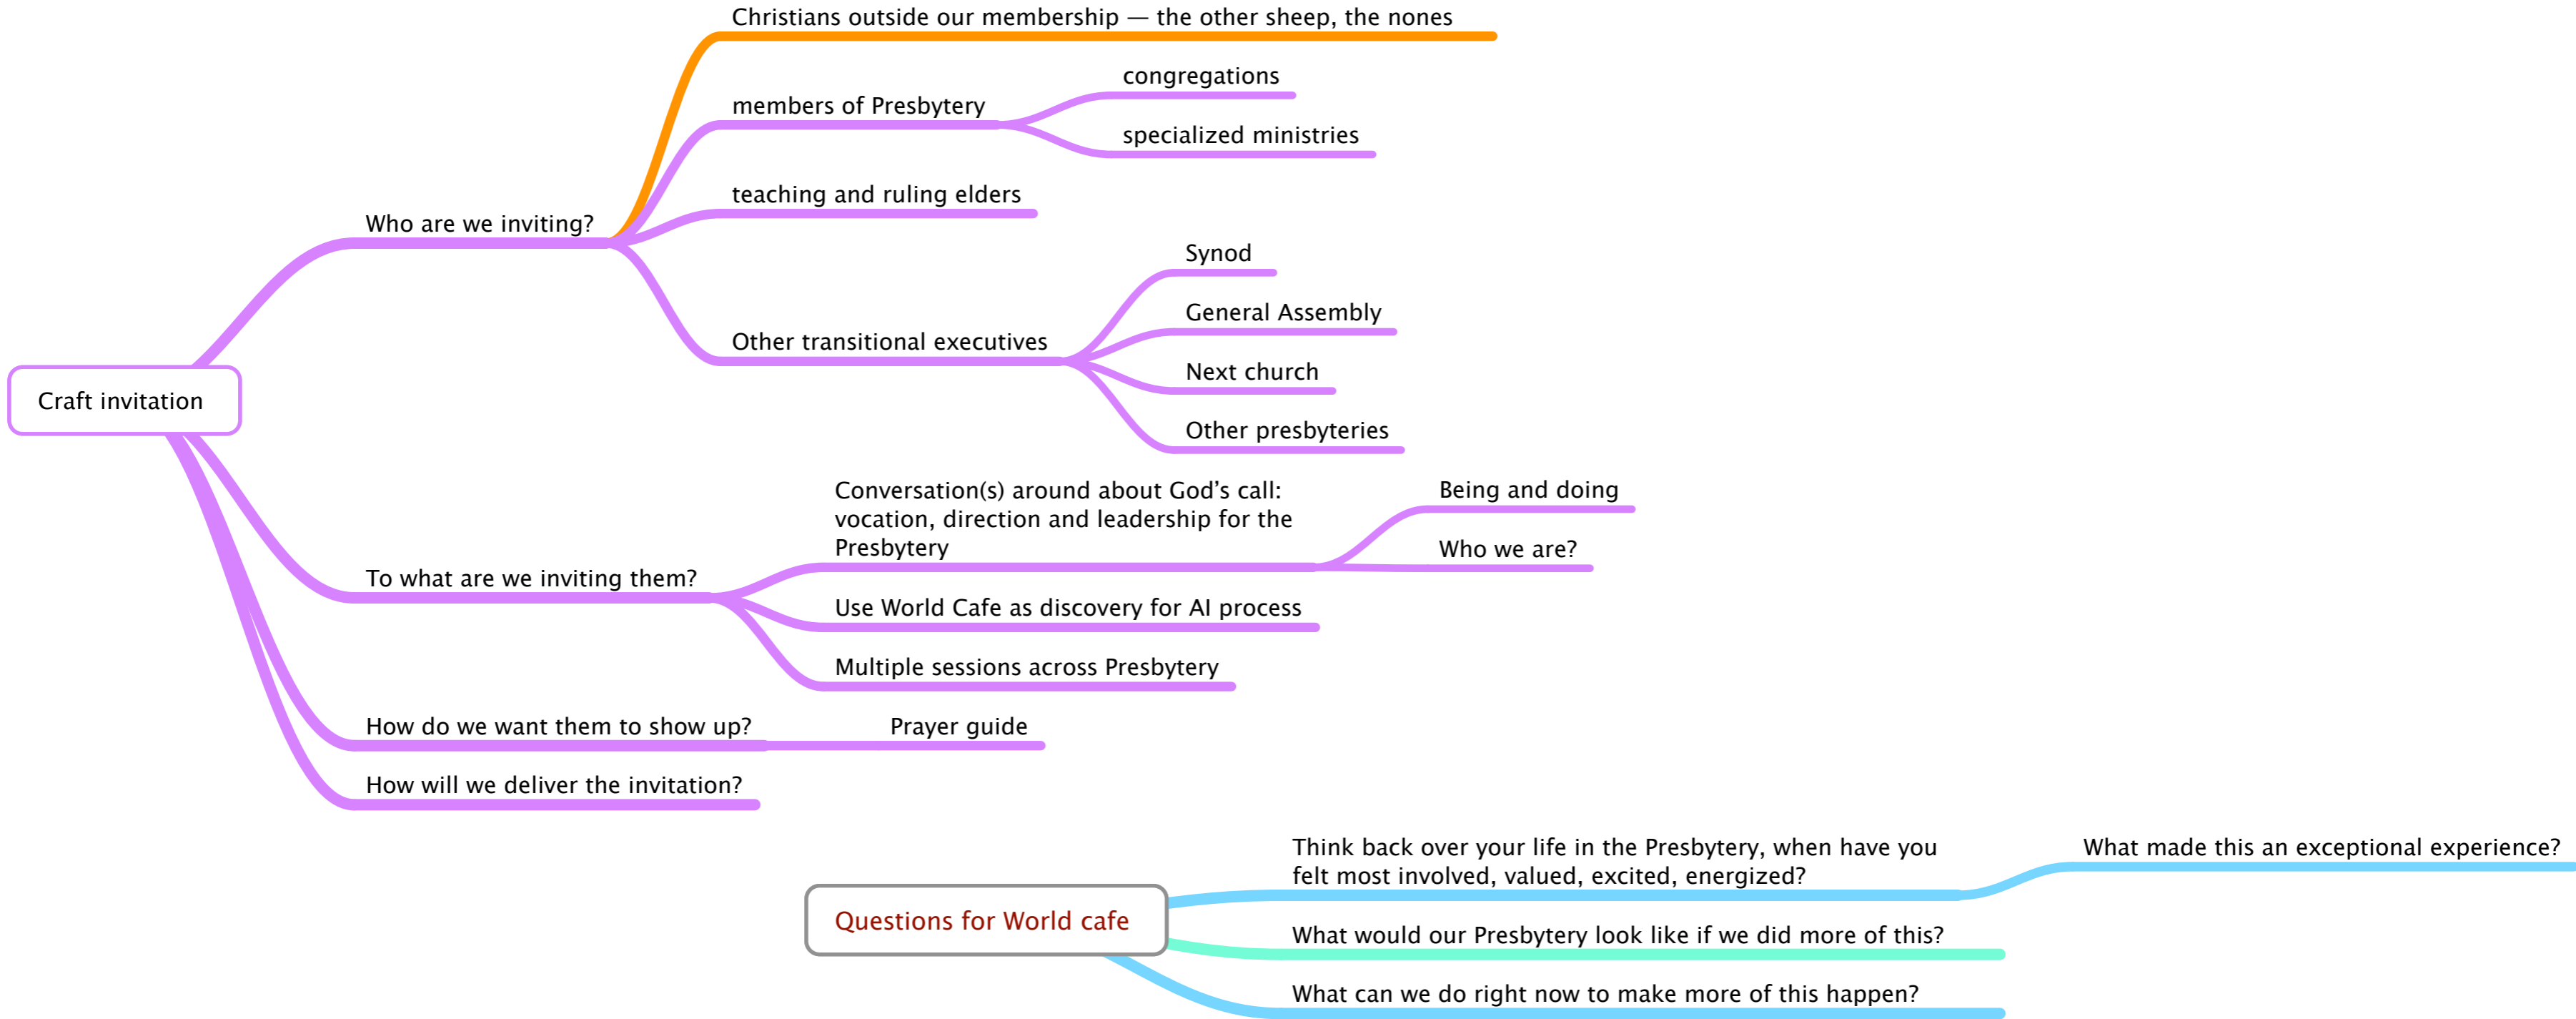 Christians outside our membership — the other sheep, the nones
congregations
members of Presbytery
specialized ministries
teaching and ruling elders
Who are we inviting?
Synod
General Assembly
Other transitional executives
Next church
Craft invitation
Other presbyteries
Conversation(s) around about God’s call:
vocation, direction and leadership for the
Presbytery
Being and doing
Who we are?
To what are we inviting them?
Use World Cafe as discovery for AI process
Multiple sessions across Presbytery
How do we want them to show up?
Prayer guide
How will we deliver the invitation?
Think back over your life in the Presbytery, when have you
felt most involved, valued, excited, energized?
What made this an exceptional experience?
Questions for World cafe
What would our Presbytery look like if we did more of this?
What can we do right now to make more of this happen?